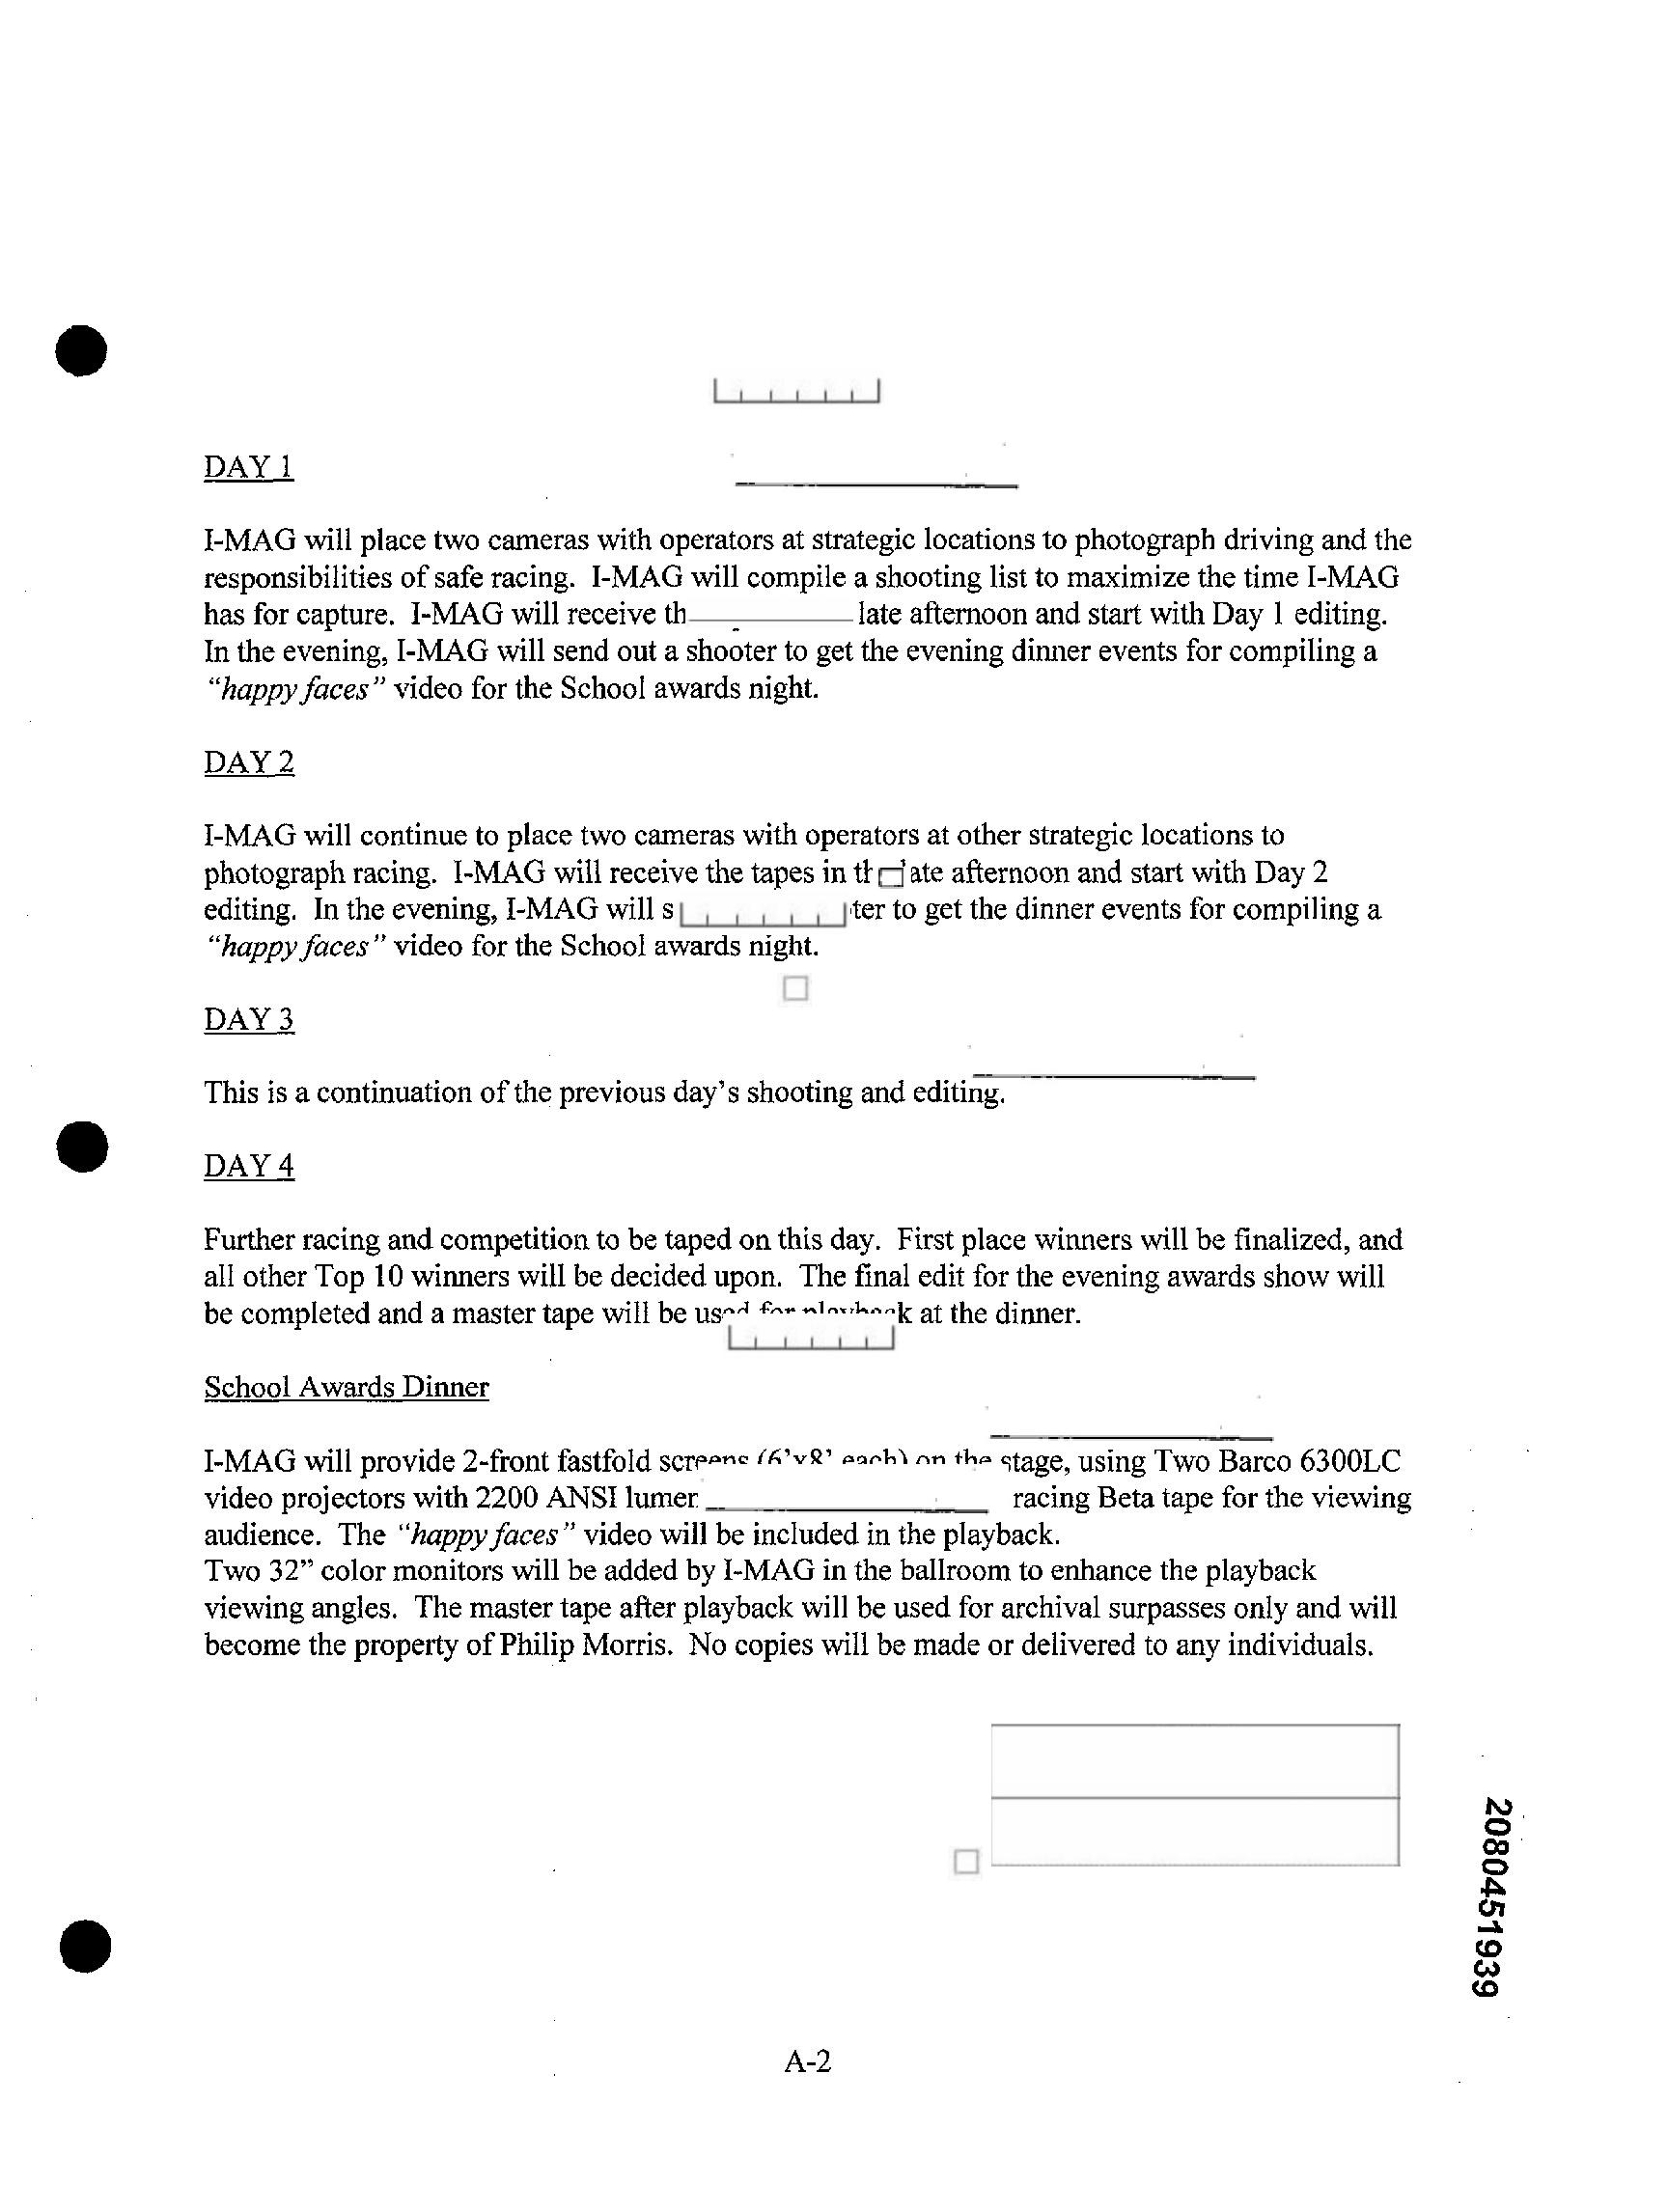 DAY 1
I-MAG will place two cameras with operators at strategic locations to photograph driving and the
responsibilities of safe racing. I-MAG will compile a shooting list to maximize the time I-MAG
has for capture. I-MAG will receive late afternoon and start with Day 1 editing.
In the evening, I-MAG will send out a shooter to get the evening dinner events for compiling a
"happy faces" video for the School awards night.
DAY 2
I-MAG will continue to place two cameras with operators at other strategic locations to
photograph racing. I-MAG will receive the tapes in afternoon and start with Day 2
editing. In the evening, I-MAG will to get the dinner events for compiling a
"happy faces" video for the School awards night.
DAY 3
This is a continuation of the previous day's shooting and editing.
DAY 4
Further racing and competition to be taped on this day. First place winners will be finalized, and
all other Top 10 winners will be decided upon. The final edit for the evening awards show will
be completed and a master tape will be at the dinner.
School Awards Dinner
I-MAG will provide 2-front fastfold on the stage, using Two Barco 6300LC
video projectors with 2200 ANSI racing Beta tape for the viewing
audience. The "happy faces" video will be included in the playback.
Two 32" color monitors will be added by I-MAG in the ballroom to enhance the playback
viewing angles. The master tape after playback will be used for archival surpasses only and will
become the property of Philip Morris. No copies will be made or delivered to any individuals.
2080451939
A-2